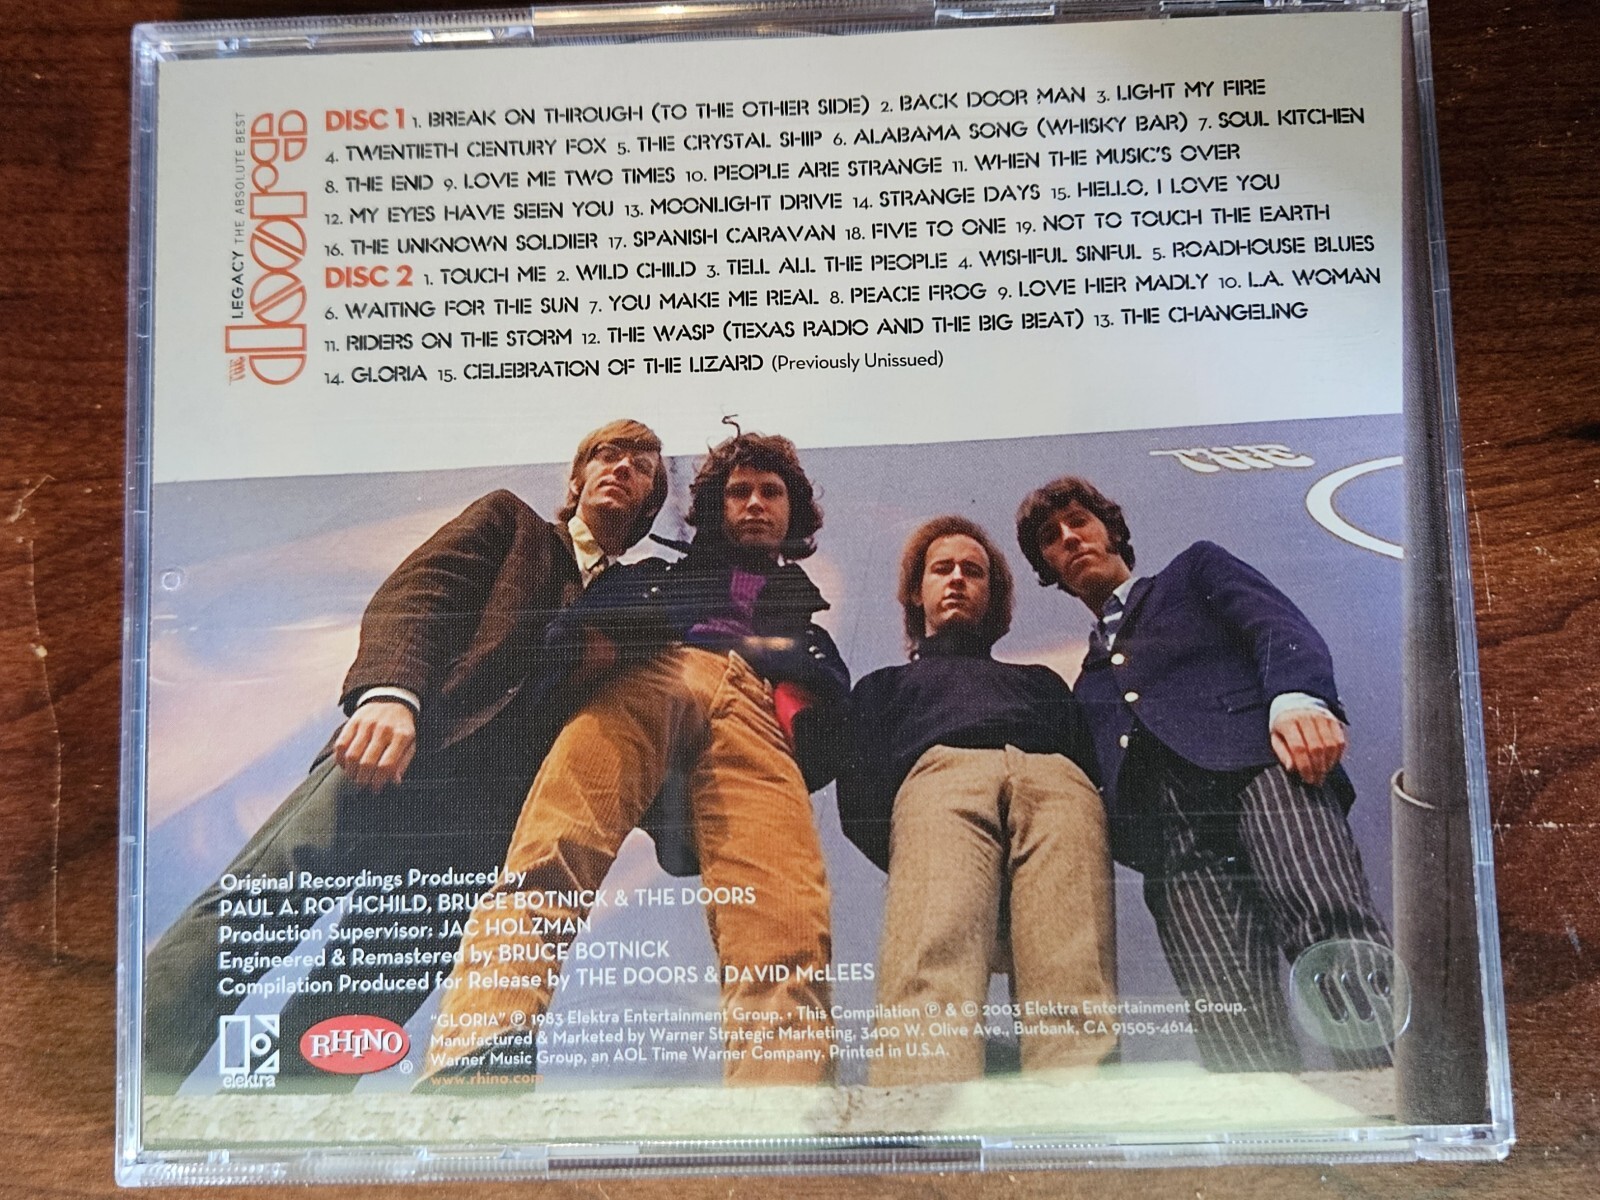 LEGACY THE ABSOLUTE BEST
THE doors
DISC 1 1. BREAK ON THROUGH (TO THE OTHER SIDE) 2. BACK DOOR MAN 3. LIGHT MY FIRE
4. TWENTIETH CENTURY FOX 5. THE CRYSTAL SHIP 6. ALABAMA SONG (WHISKY BAR) 7. SOUL KITCHEN
8. THE END 9. LOVE ME TWO TIMES 10. PEOPLE ARE STRANGE 11. WHEN THE MUSIC'S OVER
12. MY EYES HAVE SEEN YOU 13. MOONLIGHT DRIVE 14. STRANGE DAYS 15. HELLO, I LOVE YOU
16. THE UNKNOWN SOLDIER 17. SPANISH CARAVAN 18. FIVE TO ONE 19. NOT TO TOUCH THE EARTH
DISC 2 1. TOUCH ME 2. WILD CHILD 3. TELL ALL THE PEOPLE 4. WISHFUL SINFUL 5. ROADHOUSE BLUES
6. WAITING FOR THE SUN 7. YOU MAKE ME REAL 8. PEACE FROG 9. LOVE HER MADLY 10. L.A. WOMAN
11. RIDERS ON THE STORM 12. THE WASP (TEXAS RADIO AND THE BIG BEAT) 13. THE CHANGELING
14. GLORIA 15. CELEBRATION OF THE LIZARD (Previously Unissued)
THE
Original Recordings Produced by
PAUL A. ROTHCHILD, BRUCE BOTNICK & THE DOORS
Production Supervisor: JAC HOLZMAN
Engineered & Remastered by BRUCE BOTNICK
Compilation Produced for Release by THE DOORS & DAVID McLEES
elektra
RHINO ®
"GLORIA" ℗ 1983 Elektra Entertainment Group. • This Compilation ℗ & © 2003 Elektra Entertainment Group.
Manufactured & Marketed by Warner Strategic Marketing, 3400 W. Olive Ave., Burbank, CA 91505-4614.
Warner Music Group, an AOL Time Warner Company. Printed in U.S.A.
www.rhino.com